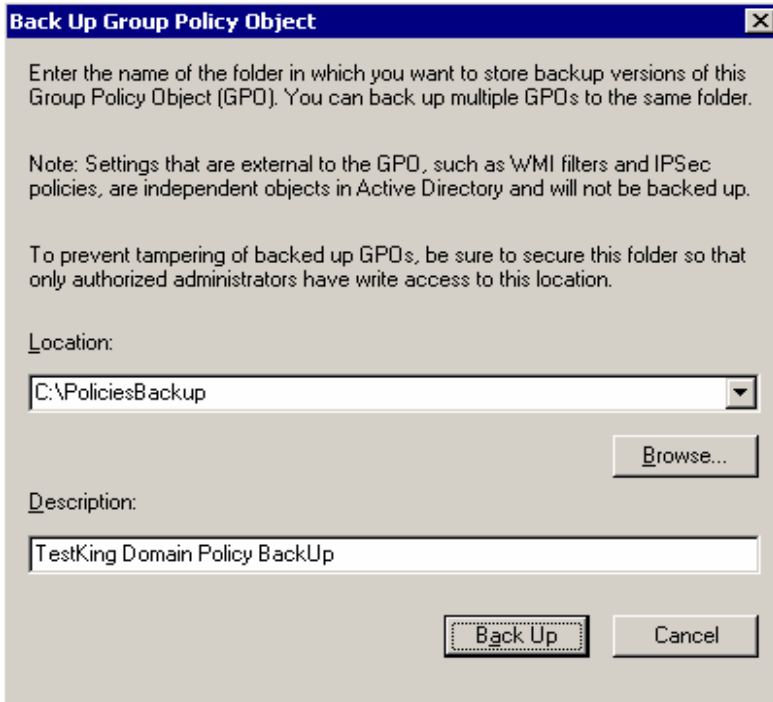 Back Up Group Policy Object
Enter the name of the folder in which you want to store backup versions of this
Group Policy Object (GPO). You can back up multiple GPOs to the same folder.
Note: Settings that are external to the GPO, such as WMI filters and IPSec
policies, are independent objects in Active Directory and will not be backed up.
To prevent tampering of backed up GPOs, be sure to secure this folder so that
only authorized administrators have write access to this location.
Location:
C:\PoliciesBackup
Browse...
Description:
TestKing Domain Policy BackUp
Back Up
Cancel